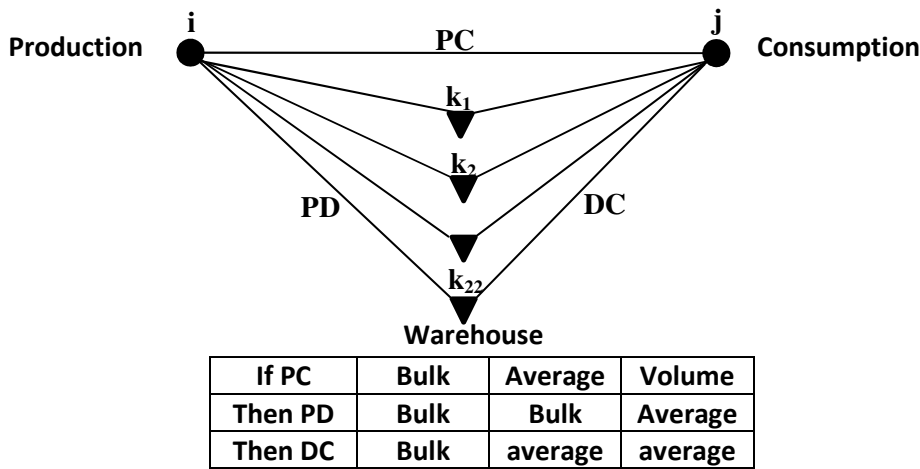 i
j
Production
PC
Consumption
k₁
k₂
PD
DC
k₂₂
Warehouse
If PC Bulk Average Volume
Then PD Bulk Bulk Average
Then DC Bulk average average